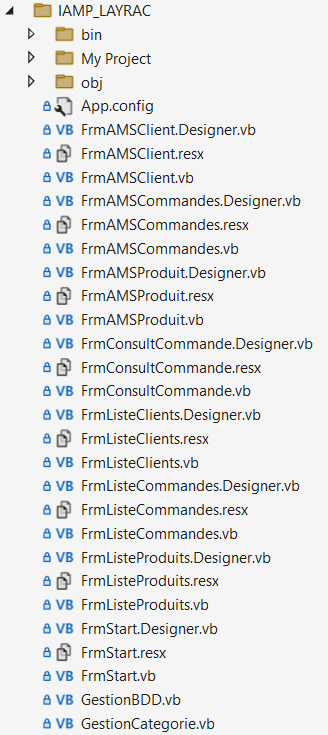 IAMP_LAYRAC
bin
My Project
obj
App.config
VB FrmAMSClient.Designer.vb
FrmAMSClient.resx
VB FrmAMSClient.vb
VB FrmAMSCommandes.Designer.vb
FrmAMSCommandes.resx
VB FrmAMSCommandes.vb
VB FrmAMSProduit.Designer.vb
FrmAMSProduit.resx
VB FrmAMSProduit.vb
VB FrmConsultCommande.Designer.vb
FrmConsultCommande.resx
VB FrmConsultCommande.vb
VB FrmListeClients.Designer.vb
FrmListeClients.resx
VB FrmListeClients.vb
VB FrmListeCommandes.Designer.vb
FrmListeCommandes.resx
VB FrmListeCommandes.vb
VB FrmListeProduits.Designer.vb
FrmListeProduits.resx
VB FrmListeProduits.vb
VB FrmStart.Designer.vb
FrmStart.resx
VB FrmStart.vb
VB GestionBDD.vb
VB GestionCategorie.vb